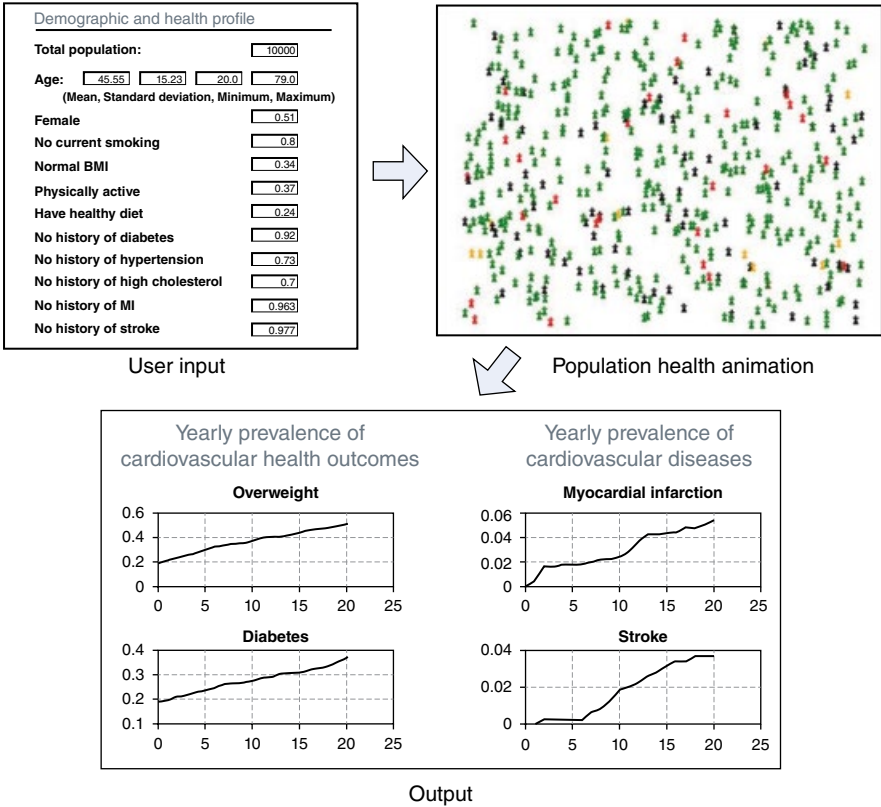 Demographic and health profile
Total population: 10000
Age: 45.55 15.23 20.0 79.0
(Mean, Standard deviation, Minimum, Maximum)
Female 0.51
No current smoking 0.8
Normal BMI 0.34
Physically active 0.37
Have healthy diet 0.24
No history of diabetes 0.92
No history of hypertension 0.73
No history of high cholesterol 0.7
No history of MI 0.963
No history of stroke 0.977
User input
Population health animation
Yearly prevalence of
cardiovascular health outcomes
Overweight
0.6
0.4
0.2
0
0 5 10 15 20 25
Diabetes
0.4
0.3
0.2
0.1
0 5 10 15 20 25
Yearly prevalence of
cardiovascular diseases
Myocardial infarction
0.06
0.04
0.02
0
0 5 10 15 20 25
Stroke
0.04
0.02
0
0 5 10 15 20 25
Output